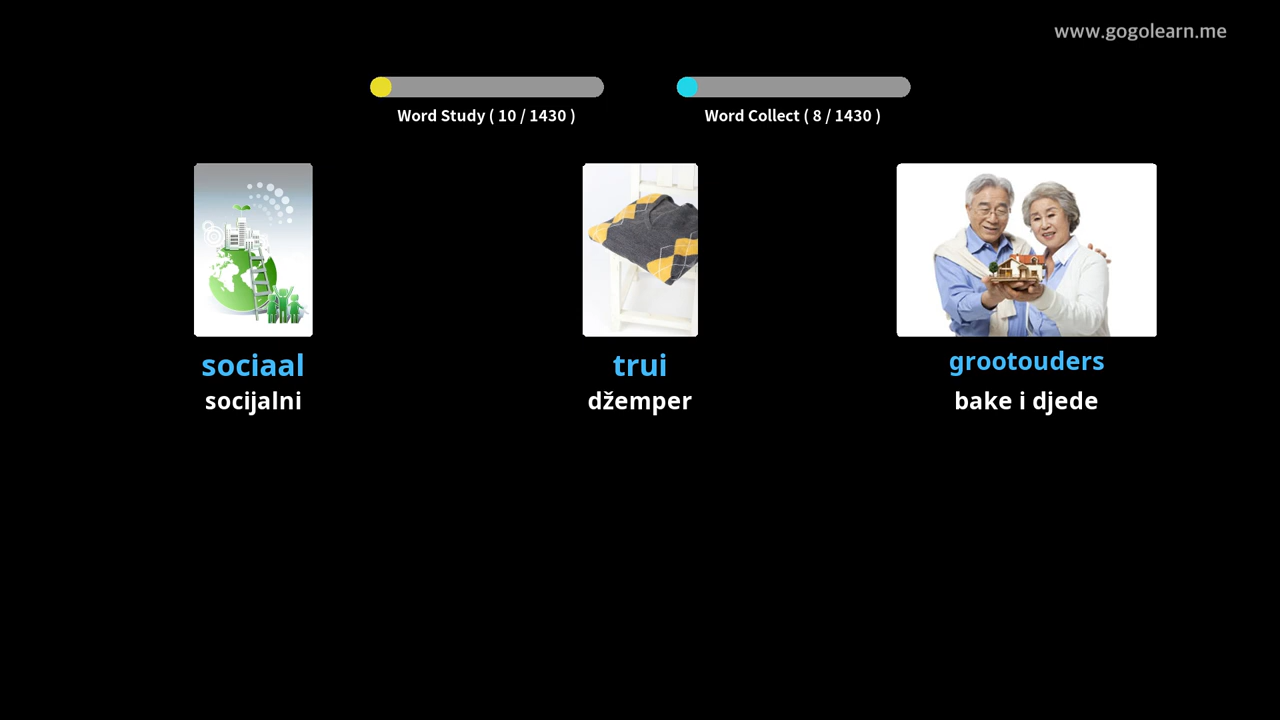 www.gogolearn.me
Word Study ( 10 / 1430 )
Word Collect ( 8 / 1430 )
sociaal
socijalni
trui
džemper
grootouders
bake i djede